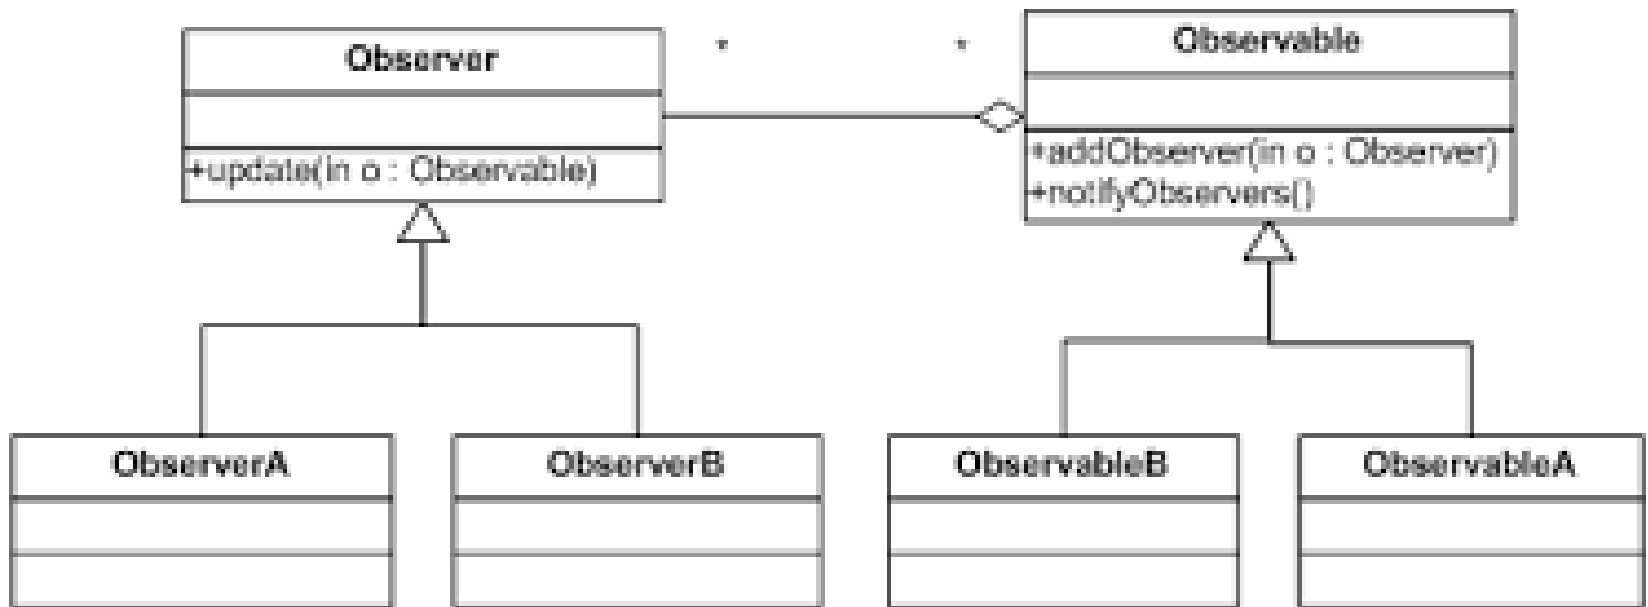 Observer
* *
Observable
+update(in o : Observable)
+addObserver(in o : Observer)
+notifyObservers()
ObserverA
ObserverB
ObservableB
ObservableA